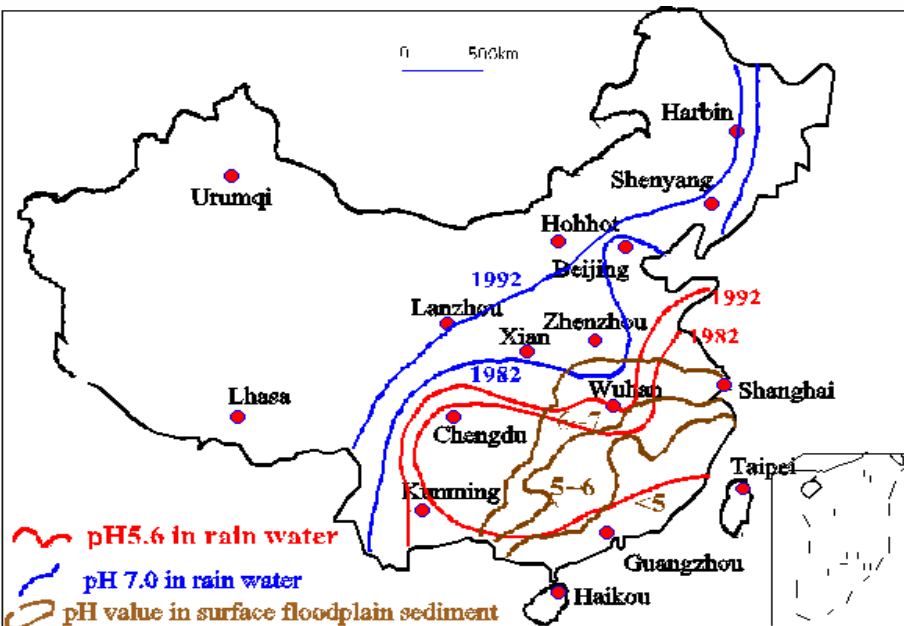 0 500km
Harbin
Urumqi
Shenyang
Hohhot
Beijing
1992
1992
Lanzhou
Zhenzhou
1982
Xian
1982
Wuhan
Shanghai
Lhasa
Chengdu
Taipei
Kunming
5-6
<5
pH5.6 in rain water
Guangzhou
pH 7.0 in rain water
Haikou
pH value in surface floodplain sediment